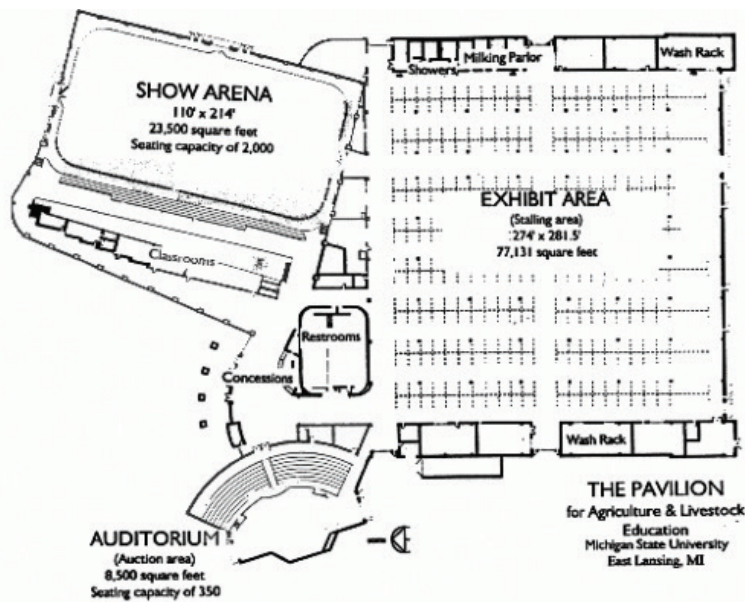 SHOW ARENA
110' x 214'
23,500 square feet
Seating capacity of 2,000
Showers
Milking Parlor
Wash Rack
EXHIBIT AREA
(Stalling area)
274' x 281.5'
77,131 square feet
Classrooms
Restrooms
Concessions
Wash Rack
AUDITORIUM
(Auction area)
8,500 square feet
Seating capacity of 350
THE PAVILION
for Agriculture & Livestock
Education
Michigan State University
East Lansing, MI